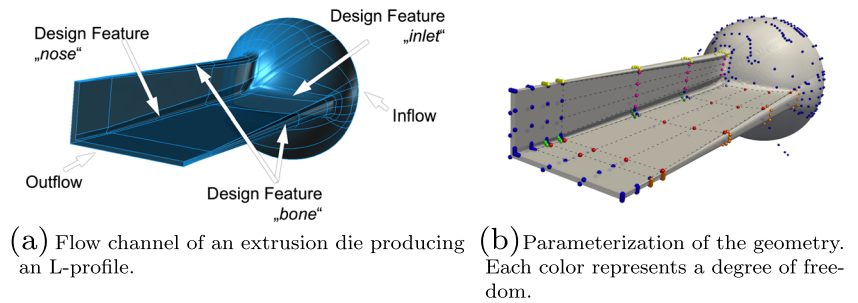 Design Feature
„nose“
Design Feature
„inlet“
Inflow
Outflow
Design Feature
„bone“
(a) Flow channel of an extrusion die producing
an L-profile.
(b) Parameterization of the geometry.
Each color represents a degree of free-
dom.